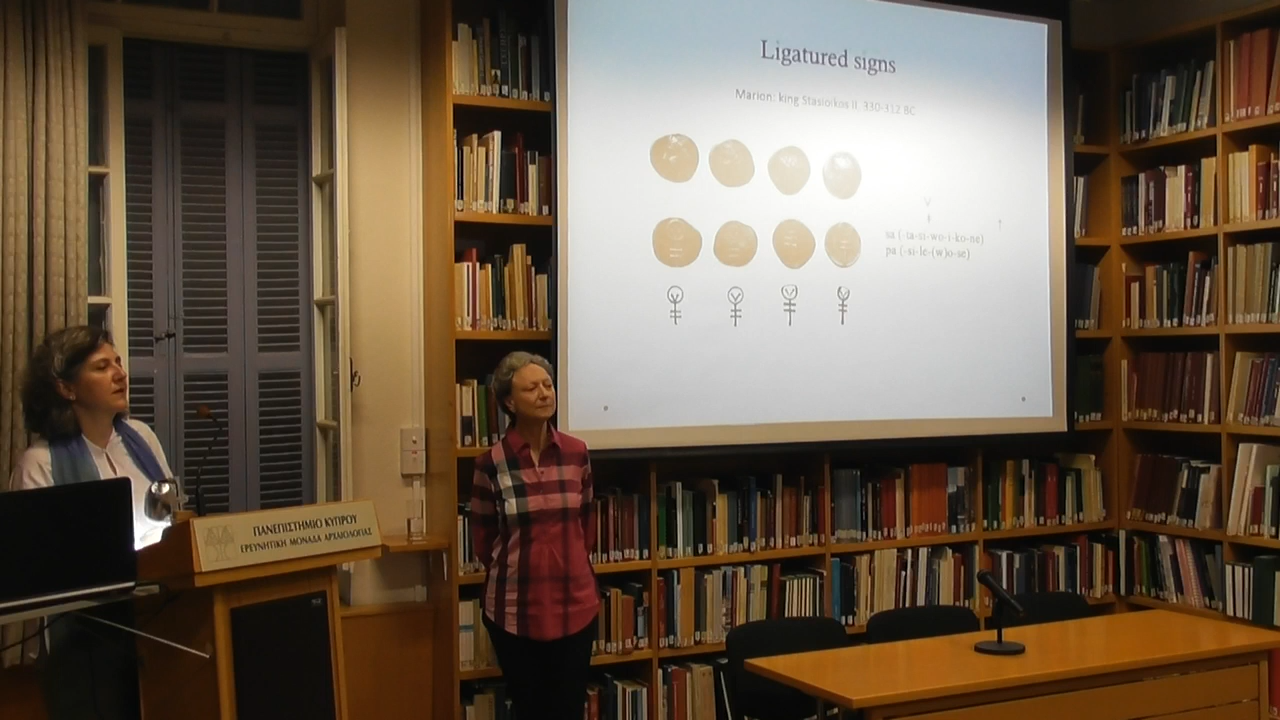 Ligatured signs
Marion: king Stasioikos II. 330-312 BC
sa (-ta-si-wo-i-ko-ne)
pa (-si-le-(w)o-se)
ΠΑΝΕΠΙΣΤΗΜΙΟ ΚΥΠΡΟΥ
ΕΡΕΥΝΗΤΙΚΗ ΜΟΝΑΔΑ ΑΡΧΑΙΟΛΟΓΙΑΣ